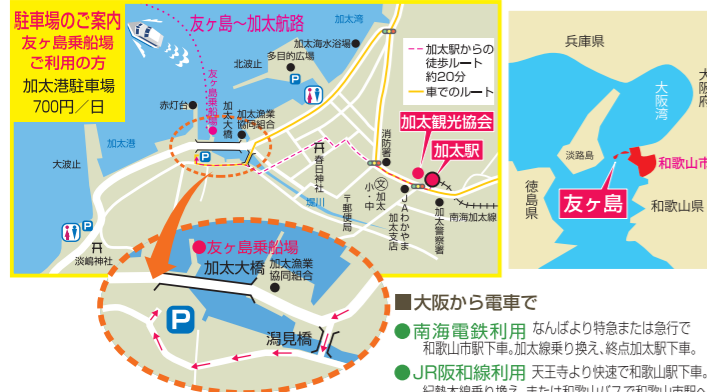 駐車場のご案内
友ヶ島乗船場
ご利用の方
加太港駐車場
700円／日
友ヶ島〜加太航路
加太湾
加太海水浴場
多目的広場
北波止
P
友ヶ島乗船場
赤灯台
加太大橋
加太漁業
協同組合
加太港
大波止
P
P
淡嶋神社
春日神社
堀川
〒郵便局
消防署
文
加太
小・中
JAわかやま
加太支店
加太警察署
南海加太線
加太観光協会
加太駅
加太駅からの
徒歩ルート
約20分
車でのルート
友ヶ島乗船場
加太大橋
加太漁業
協同組合
P
潟見橋
兵庫県
大阪府
大阪湾
淡路島
和歌山市
友ヶ島
和歌山県
徳島県
■大阪から電車で
●南海電鉄利用 なんばより特急または急行で
和歌山市駅下車。加太線乗り換え、終点加太駅下車。
●JR阪和線利用 天王寺より快速で和歌山駅下車。